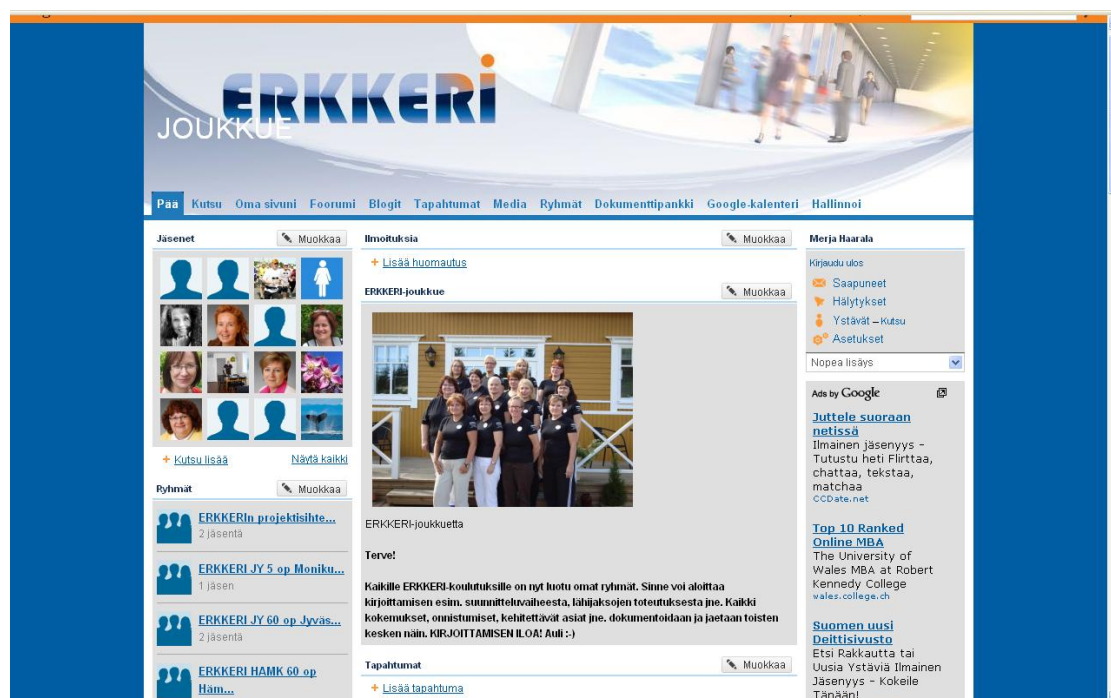 ERKKERI
JOUKKUE
Pää Kutsu Oma sivuni Foorumi Blogit Tapahtumat Media Ryhmät Dokumenttipankki Google-kalenteri Hallinnoi
Jäsenet Muokkaa
+ Kutsu lisää Näytä kaikki
Ryhmät Muokkaa
ERKKERIn projektisihte...
2 jäsentä
ERKKERI JY 5 op Moniku...
1 jäsen
ERKKERI JY 60 op Jyväs...
2 jäsentä
ERKKERI HAMK 60 op
Häm...
Ilmoituksia Muokkaa
+ Lisää huomautus
ERKKERI-joukkue Muokkaa
ERKKERI-joukkuetta
Terve!
Kaikille ERKKERI-koulutuksille on nyt luotu omat ryhmät. Sinne voi aloittaa
kirjoittamisen esim. suunnitteluvaiheesta, lähijaksojen toteutuksesta jne. Kaikki
kokemukset, onnistumiset, kehitettävät asiat jne. dokumentoidaan ja jaetaan toisten
kesken näin. KIRJOITTAMISEN ILOA! Auli :-)
Tapahtumat Muokkaa
+ Lisää tapahtuma
Merja Haarala
Kirjaudu ulos
Saapuneet
Hälytykset
Ystävät – Kutsu
Asetukset
Nopea lisäys
Ads by Google
Juttele suoraan
netissä
Ilmainen jäsenyys -
Tutustu heti Flirttaa,
chattaa, tekstaa,
matchaa
CCDate.net
Top 10 Ranked
Online MBA
The University of
Wales MBA at Robert
Kennedy College
wales.college.ch
Suomen uusi
Deittisivusto
Etsi Rakkautta tai
Uusia Ystäviä Ilmainen
Jäsenyys - Kokeile
Tänään!